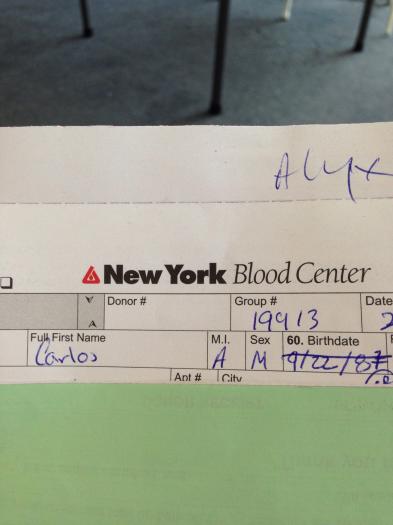 Alyx
New York Blood Center
Donor # Group # Date
19913 2
Full First Name M.I. Sex 60. Birthdate
Carlos A M 9/22/87
Apt # City